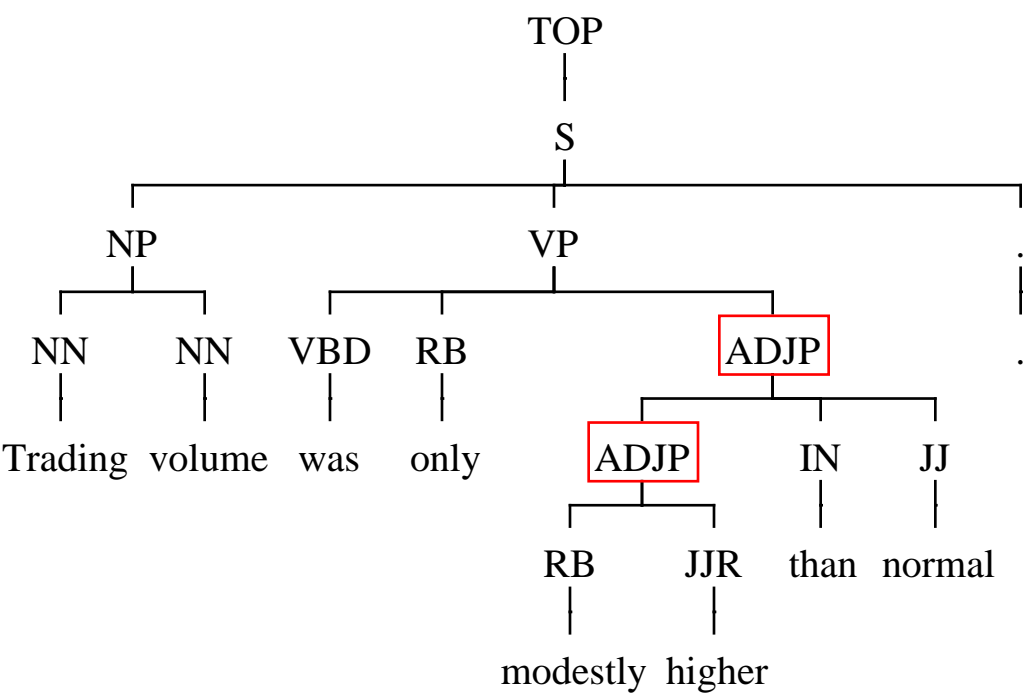 TOP
S
NP VP .
NN NN VBD RB ADJP .
Trading volume was only ADJP IN JJ
RB JJR than normal
modestly higher